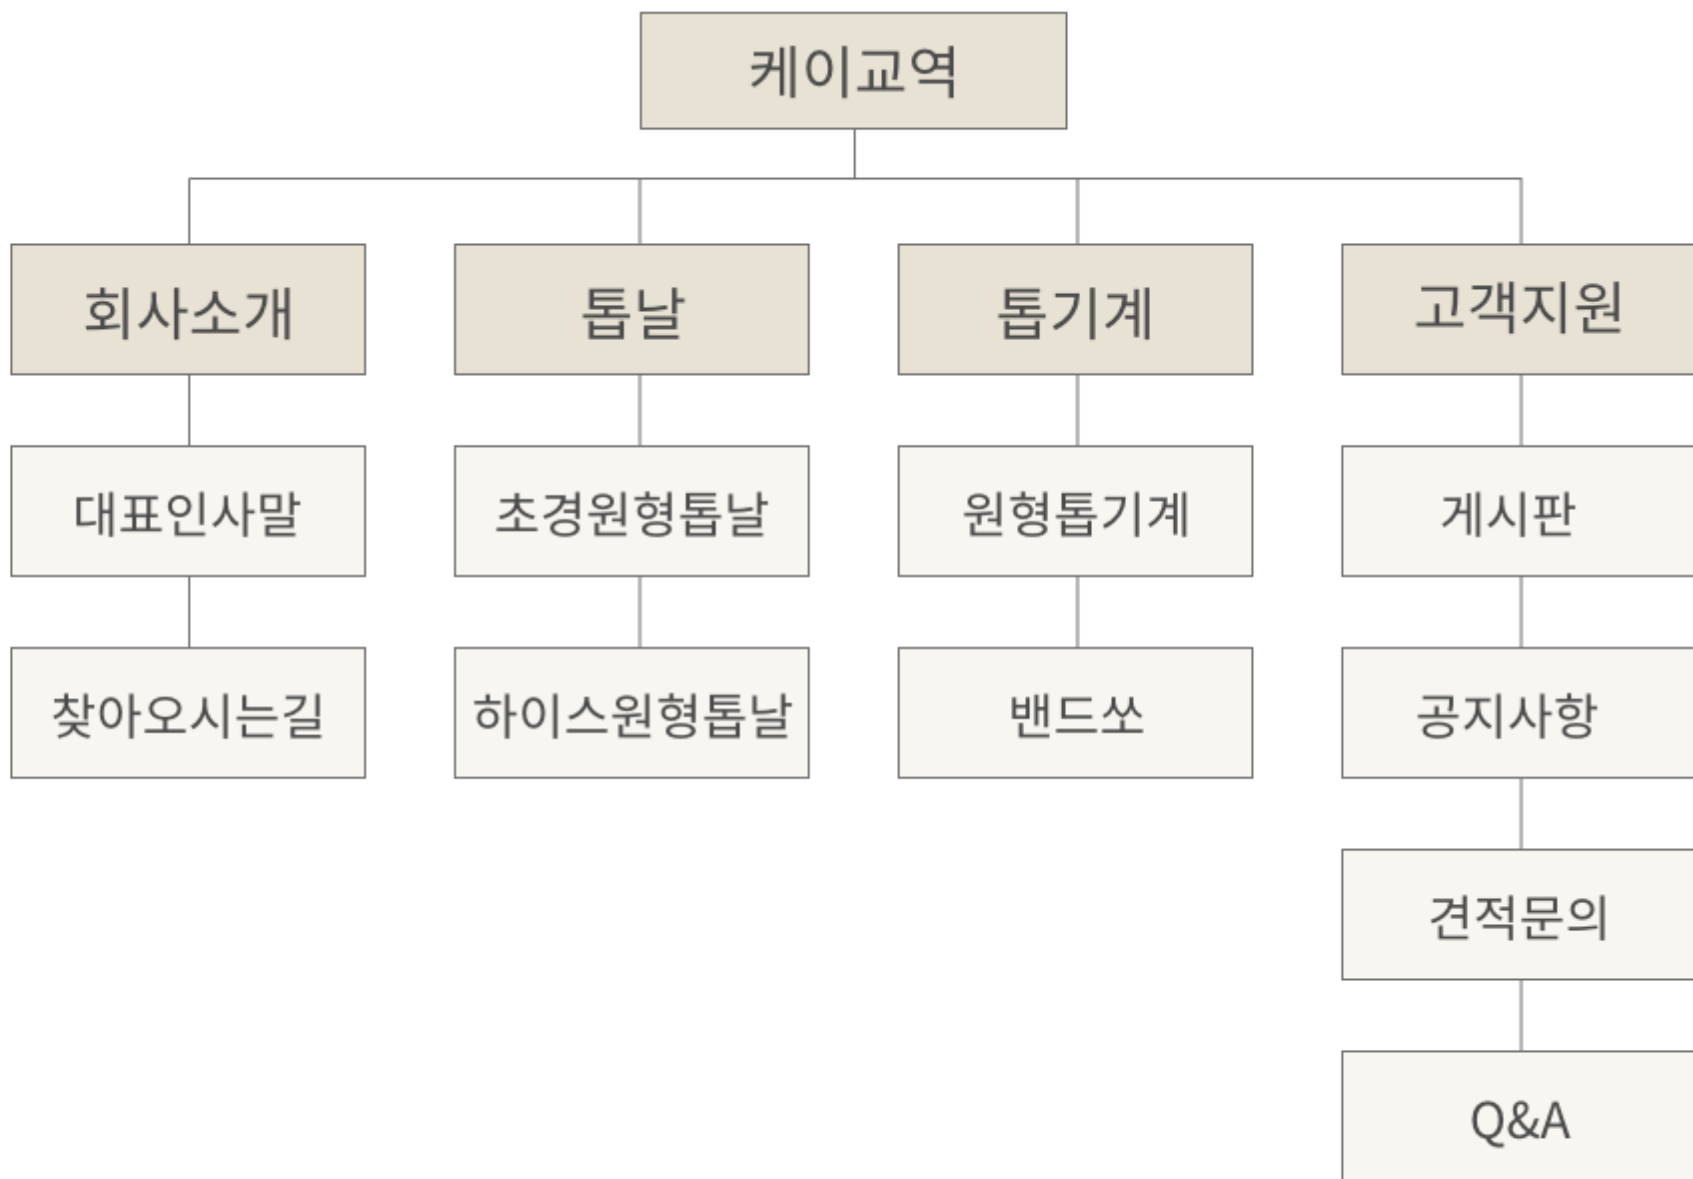 케이교역
회사소개
톱날
톱기계
고객지원
대표인사말
초경원형톱날
원형톱기계
게시판
찾아오시는길
하이스원형톱날
밴드쏘
공지사항
견적문의
Q&A